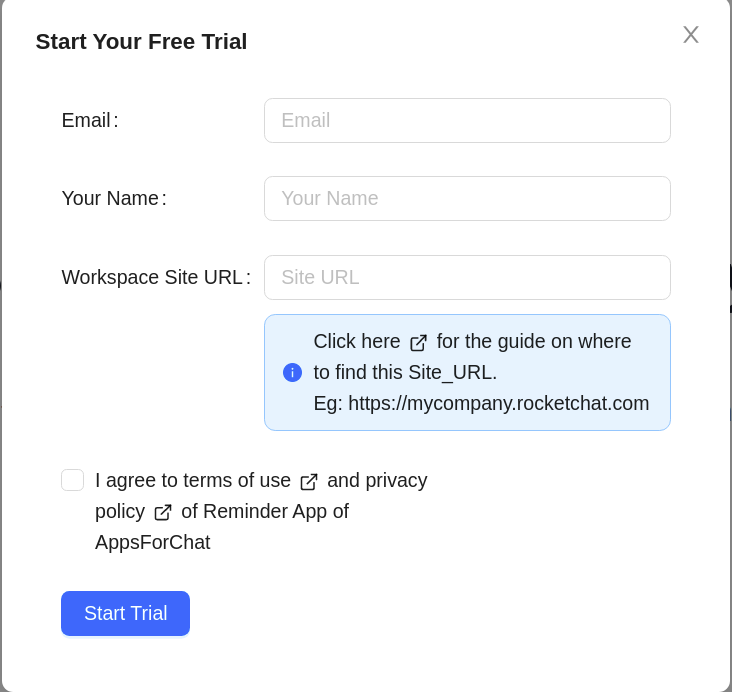 Start Your Free Trial
Email:
Email
Your Name:
Your Name
Workspace Site URL:
Site URL
Click here for the guide on where
to find this Site_URL.
Eg: https://mycompany.rocketchat.com
I agree to terms of use and privacy
policy of Reminder App of
AppsForChat
Start Trial